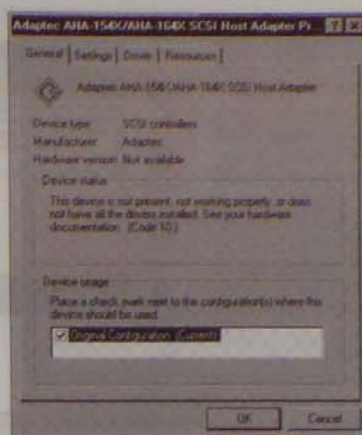 Adaptec AHA-154X/AHA-164X SCSI Host Adapter P
General Settings Driver Resources
Adaptec AHA-154X/AHA-164X SCSI Host Adapter
Device type: SCSI controllers
Manufacturer: Adaptec
Hardware version: Not available
Device status
This device is not present, not working properly, or does
not have all the drivers installed. See your hardware
documentation. (Code 10.)
Device usage
Place a check mark next to the configuration(s) where this
device should be used.
Original Configuration (Current)
OK Cancel